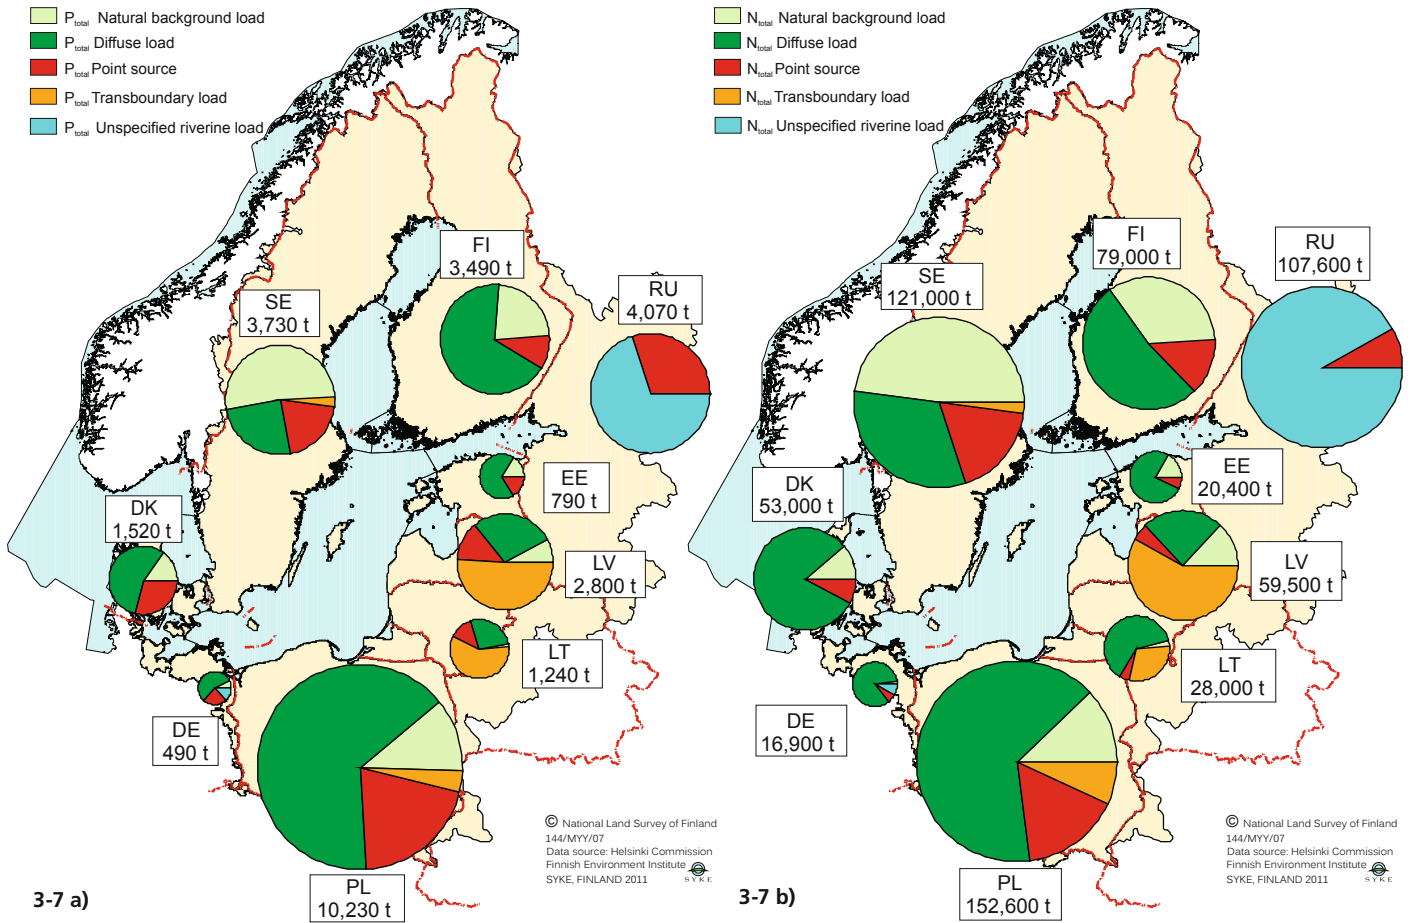 P total Natural background load
P total Diffuse load
P total Point source
P total Transboundary load
P total Unspecified riverine load
FI
3,490 t
SE
3,730 t
RU
4,070 t
EE
790 t
DK
1,520 t
LV
2,800 t
LT
1,240 t
DE
490 t
PL
10,230 t
© National Land Survey of Finland
144/MYY/07
Data source: Helsinki Commission
Finnish Environment Institute
SYKE, FINLAND 2011
SYKE
3-7 a)
N total Natural background load
N total Diffuse load
N total Point source
N total Transboundary load
N total Unspecified riverine load
FI
79,000 t
RU
107,600 t
SE
121,000 t
EE
20,400 t
DK
53,000 t
LV
59,500 t
LT
28,000 t
DE
16,900 t
PL
152,600 t
© National Land Survey of Finland
144/MYY/07
Data source: Helsinki Commission
Finnish Environment Institute
SYKE, FINLAND 2011
SYKE
3-7 b)